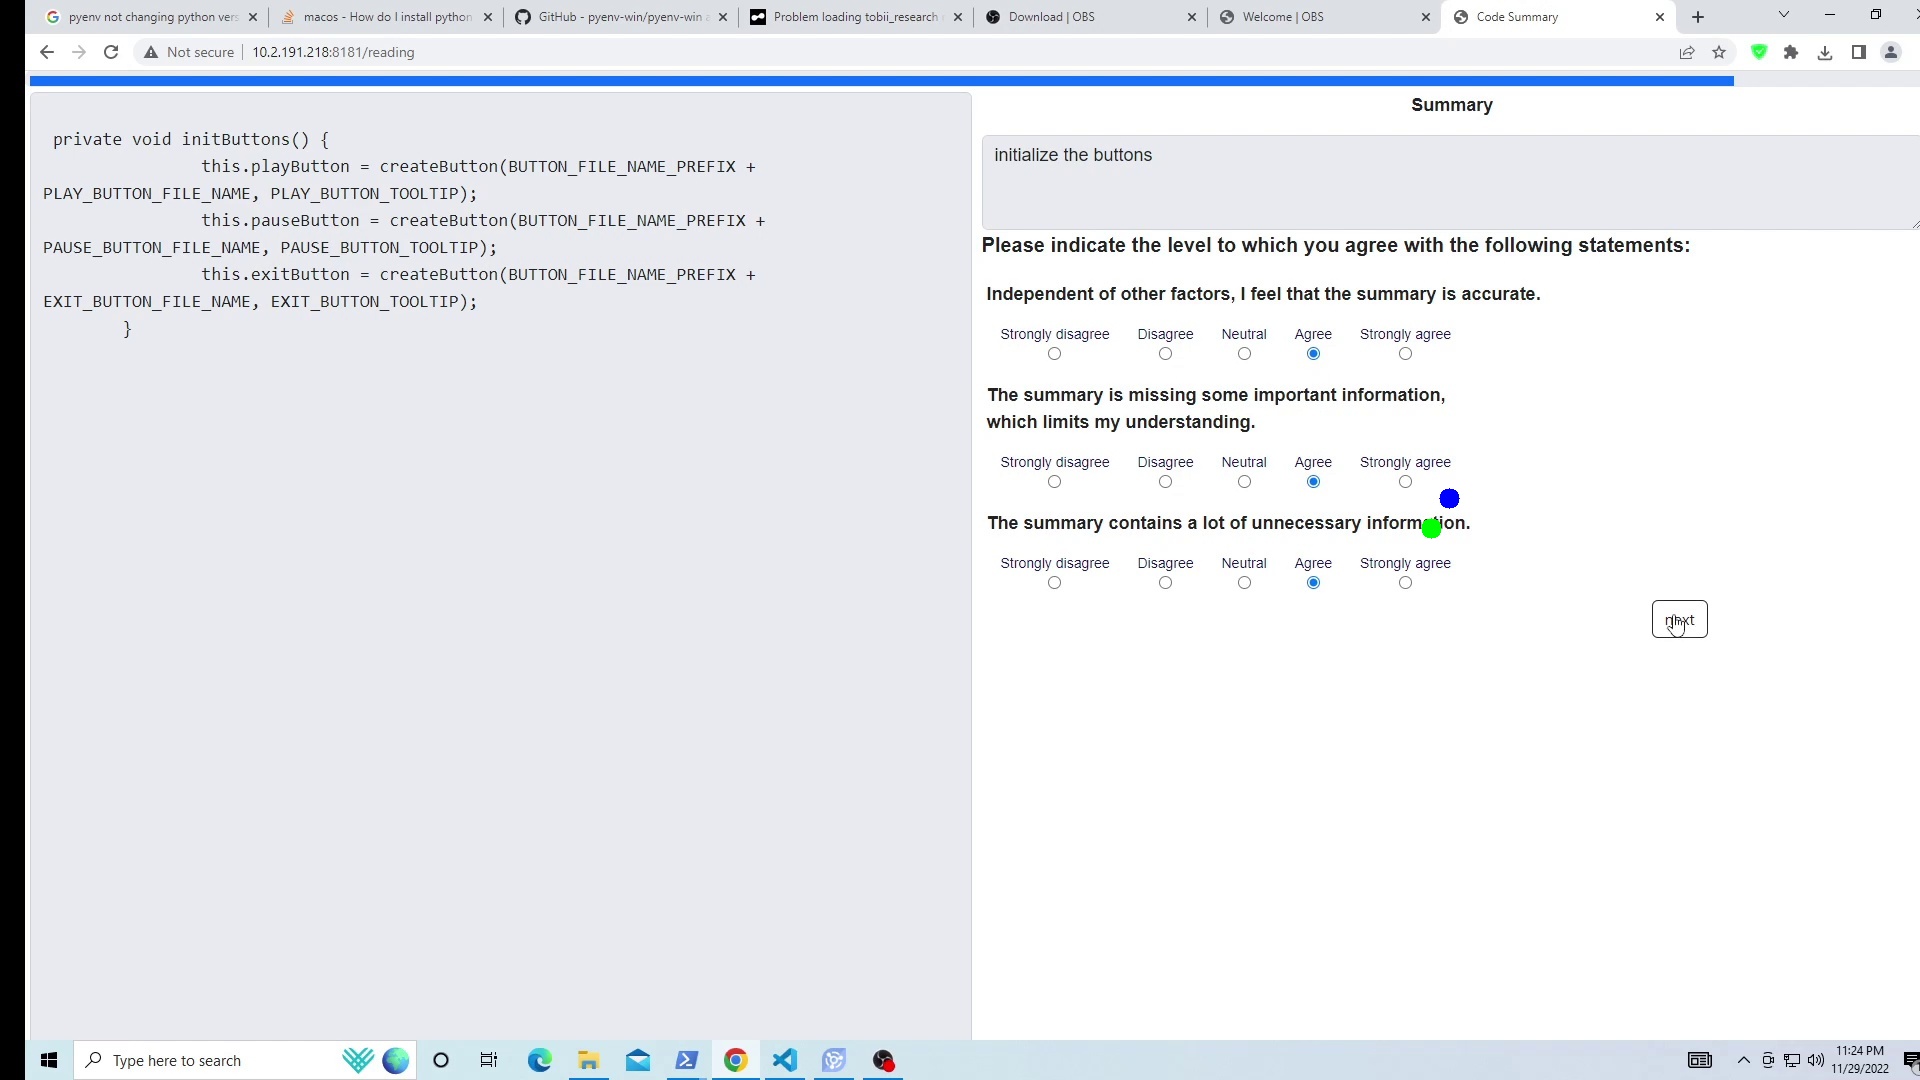 pyenv not changing python vers
macos - How do I install python
GitHub - pyenv-win/pyenv-win a
Problem loading tobii_research
Download | OBS
Welcome | OBS
Code Summary
Not secure
10.2.191.218:8181/reading
private void initButtons() {
this.playButton = createButton(BUTTON_FILE_NAME_PREFIX +
PLAY_BUTTON_FILE_NAME, PLAY_BUTTON_TOOLTIP);
this.pauseButton = createButton(BUTTON_FILE_NAME_PREFIX +
PAUSE_BUTTON_FILE_NAME, PAUSE_BUTTON_TOOLTIP);
this.exitButton = createButton(BUTTON_FILE_NAME_PREFIX +
EXIT_BUTTON_FILE_NAME, EXIT_BUTTON_TOOLTIP);
}
Summary
initialize the buttons
Please indicate the level to which you agree with the following statements:
Independent of other factors, I feel that the summary is accurate.
Strongly disagree Disagree Neutral Agree Strongly agree
The summary is missing some important information,
which limits my understanding.
Strongly disagree Disagree Neutral Agree Strongly agree
The summary contains a lot of unnecessary information.
Strongly disagree Disagree Neutral Agree Strongly agree
next
Type here to search
11:24 PM
11/29/2022